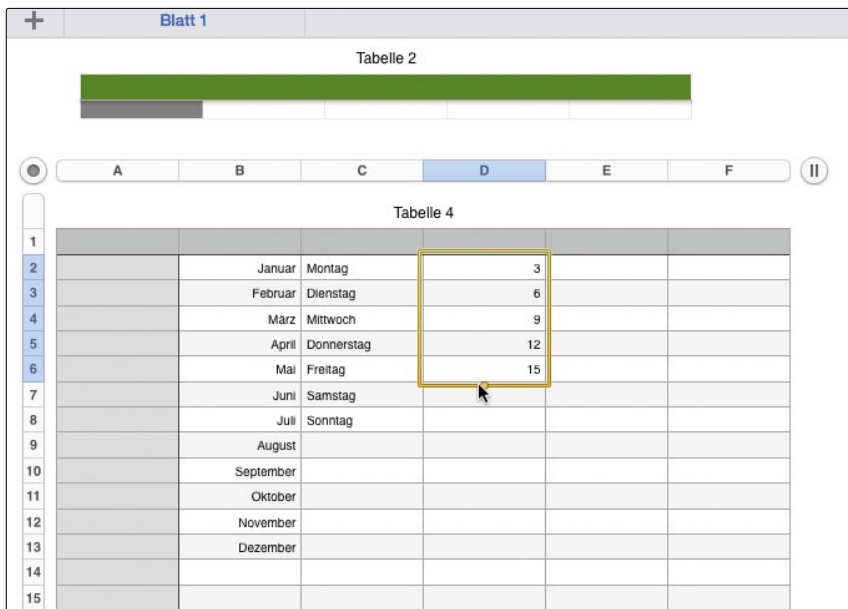 Blatt 1
Tabelle 2
A B C D E F
Tabelle 4
1
2 Januar Montag 3
3 Februar Dienstag 6
4 März Mittwoch 9
5 April Donnerstag 12
6 Mai Freitag 15
7 Juni Samstag
8 Juli Sonntag
9 August
10 September
11 Oktober
12 November
13 Dezember
14
15